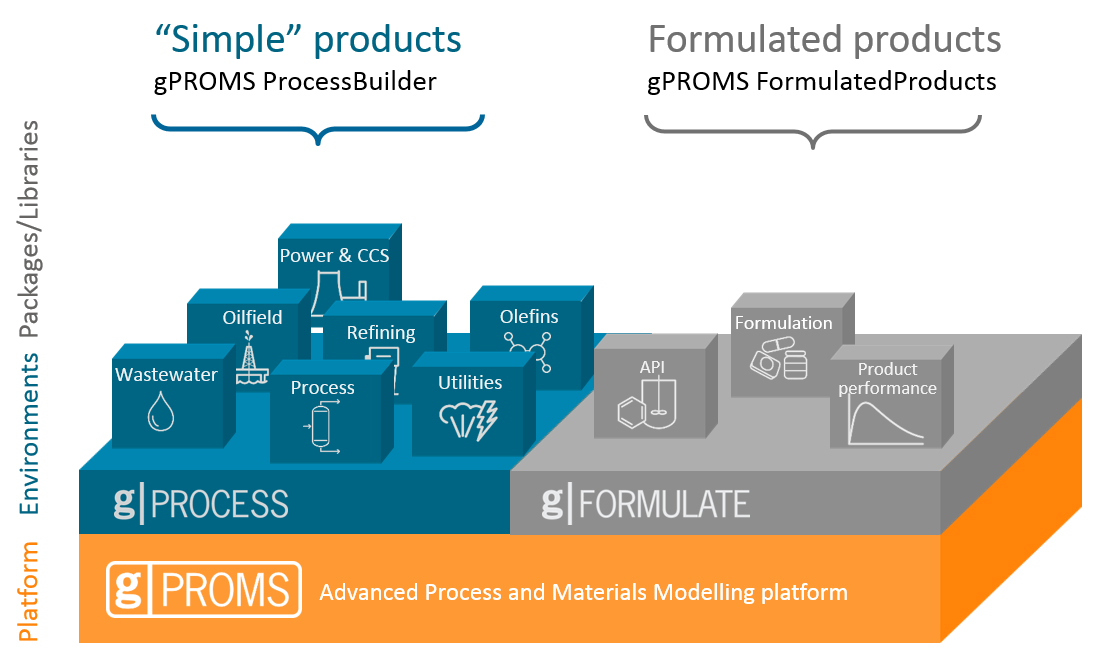 “Simple” products
gPROMS ProcessBuilder
Formulated products
gPROMS FormulatedProducts
Packages/Libraries
Environments
Platform
Power & CCS
Oilfield
Refining
Olefins
Wastewater
Process
Utilities
Formulation
API
Product
performance
g|PROCESS
g|FORMULATE
g|PROMS
Advanced Process and Materials Modelling platform